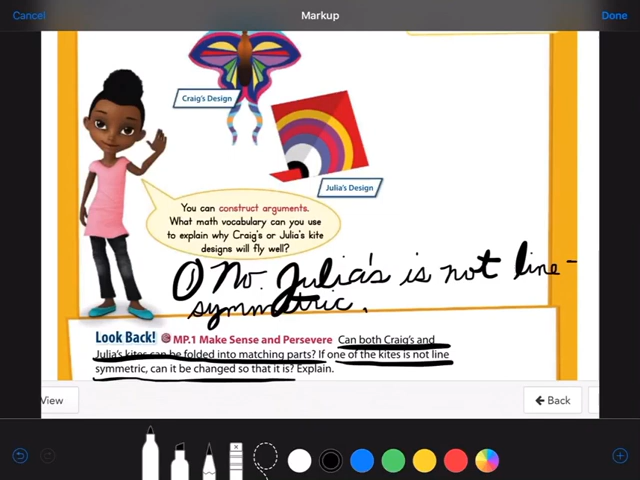 Cancel
Markup
Done
Craig's Design
Julia's Design
You can construct arguments.
What math vocabulary can you use
to explain why Craig's or Julia's kite
designs will fly well?
1) No. Julia's is not line-
symmetric.
Look Back! MP.1 Make Sense and Persevere Can both Craig's and
Julia's kites can be folded into matching parts? If one of the kites is not line
symmetric, can it be changed so that it is? Explain.
View
Back